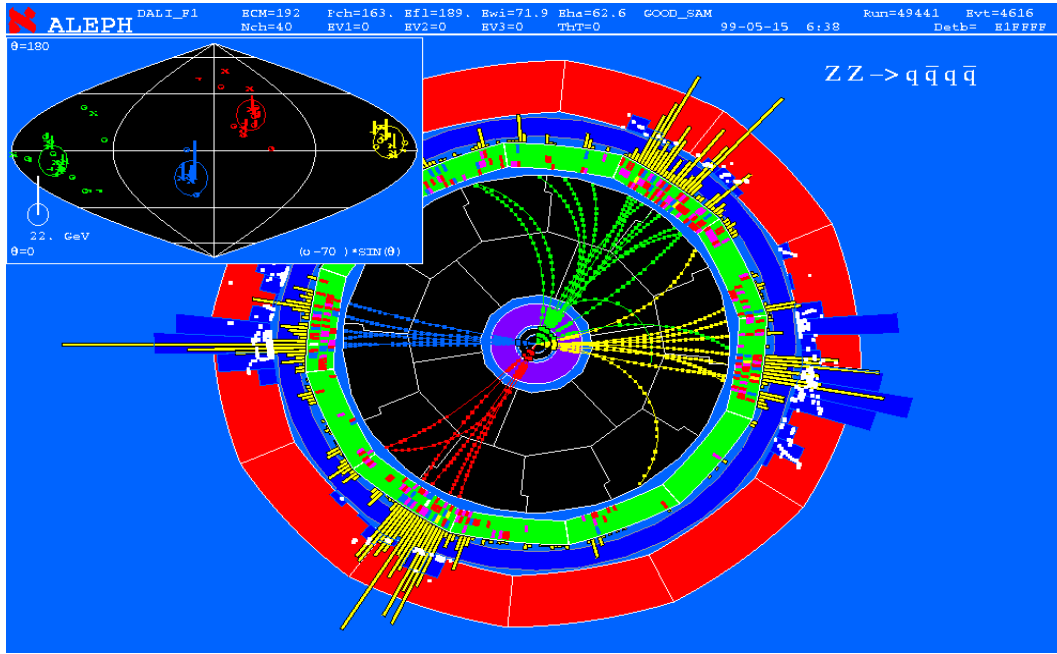 ALEPH DALI_F1 ECM=192 Pch=163. Efl=189. Ewi=71.9 Eha=62.6 GOOD_SAM Run=49441 Evt=4616
Nch=40 EV1=0 EV2=0 EV3=0 ThT=0 99-05-15 6:38 Detb= E1FFFF
θ=180
Z Z -> q q̅ q q̅
22. GeV
θ=0
-70 )*SIN(θ)